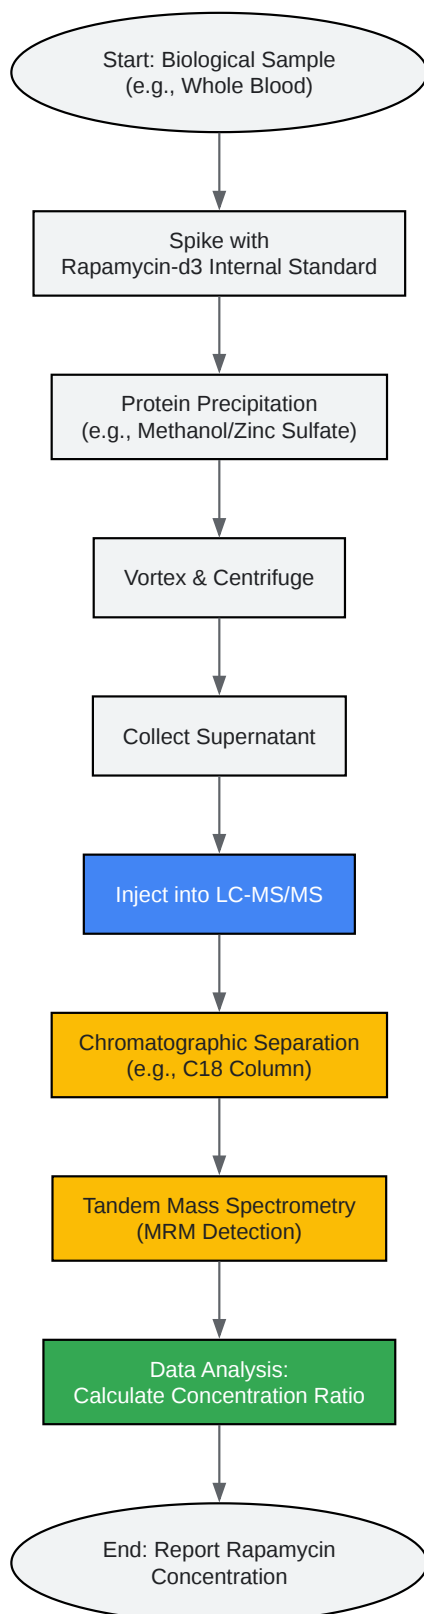 Start: Biological Sample
(e.g., Whole Blood)
Spike with
Rapamycin-d3 Internal Standard
Protein Precipitation
(e.g., Methanol/Zinc Sulfate)
Vortex & Centrifuge
Collect Supernatant
Inject into LC-MS/MS
Chromatographic Separation
(e.g., C18 Column)
Tandem Mass Spectrometry
(MRM Detection)
Data Analysis:
Calculate Concentration Ratio
End: Report Rapamycin
Concentration